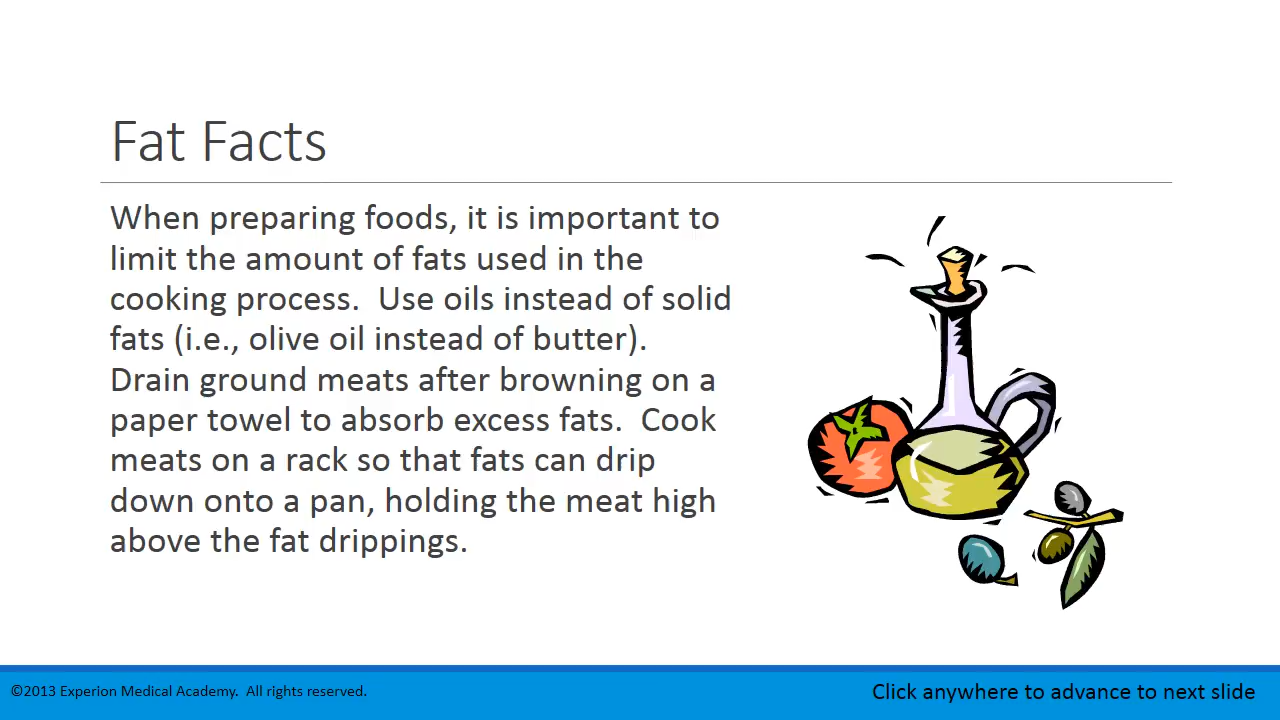 Fat Facts
When preparing foods, it is important to
limit the amount of fats used in the
cooking process.  Use oils instead of solid
fats (i.e., olive oil instead of butter).
Drain ground meats after browning on a
paper towel to absorb excess fats.  Cook
meats on a rack so that fats can drip
down onto a pan, holding the meat high
above the fat drippings.
©2013 Experion Medical Academy.  All rights reserved.
Click anywhere to advance to next slide